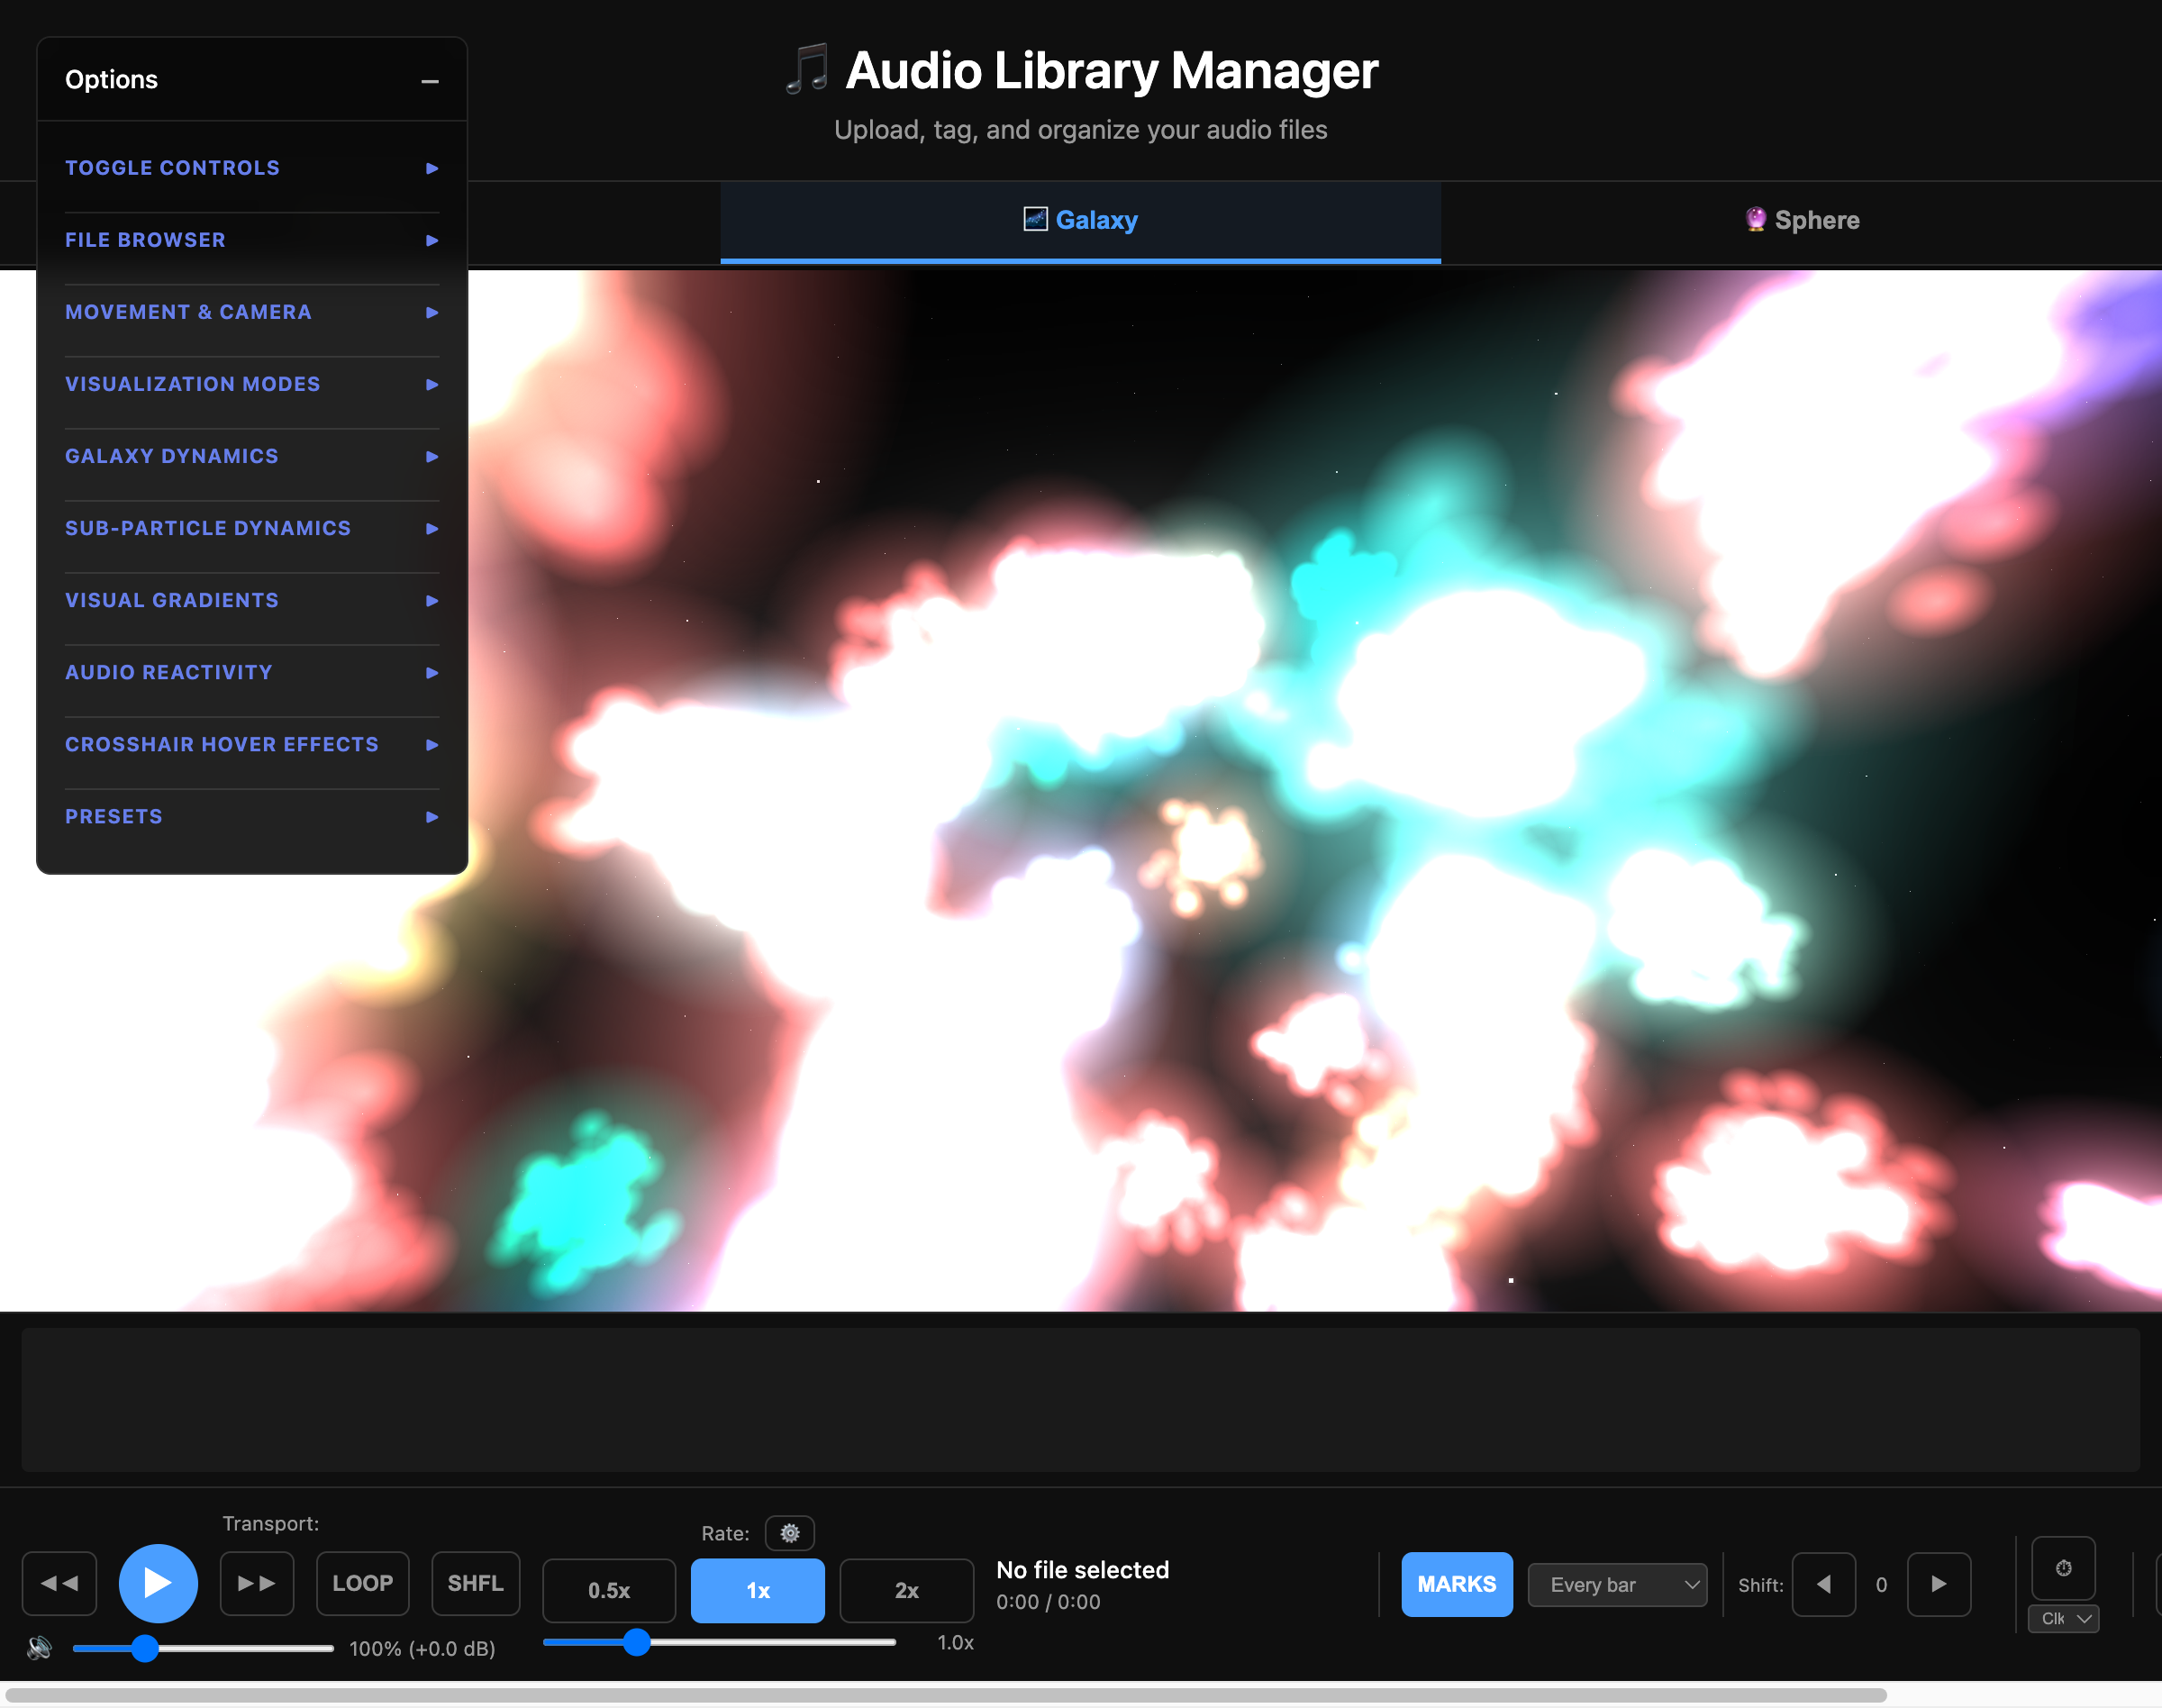 Options
Audio Library Manager
Upload, tag, and organize your audio files
Galaxy
Sphere
TOGGLE CONTROLS
FILE BROWSER
MOVEMENT & CAMERA
VISUALIZATION MODES
GALAXY DYNAMICS
SUB-PARTICLE DYNAMICS
VISUAL GRADIENTS
AUDIO REACTIVITY
CROSSHAIR HOVER EFFECTS
PRESETS
Transport:
LOOP
SHFL
100% (+0.0 dB)
Rate:
0.5x
1x
2x
1.0x
No file selected
0:00 / 0:00
MARKS
Every bar
Shift:
0
Clk